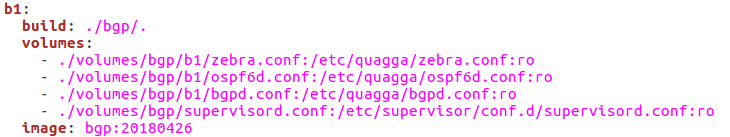 b1:
  build: ./bgp/.
  volumes:
    - ./volumes/bgp/b1/zebra.conf:/etc/quagga/zebra.conf:ro
    - ./volumes/bgp/b1/ospf6d.conf:/etc/quagga/ospf6d.conf:ro
    - ./volumes/bgp/b1/bgpd.conf:/etc/quagga/bgpd.conf:ro
    - ./volumes/bgp/supervisord.conf:/etc/supervisor/conf.d/supervisord.conf:ro
  image: bgp:20180426